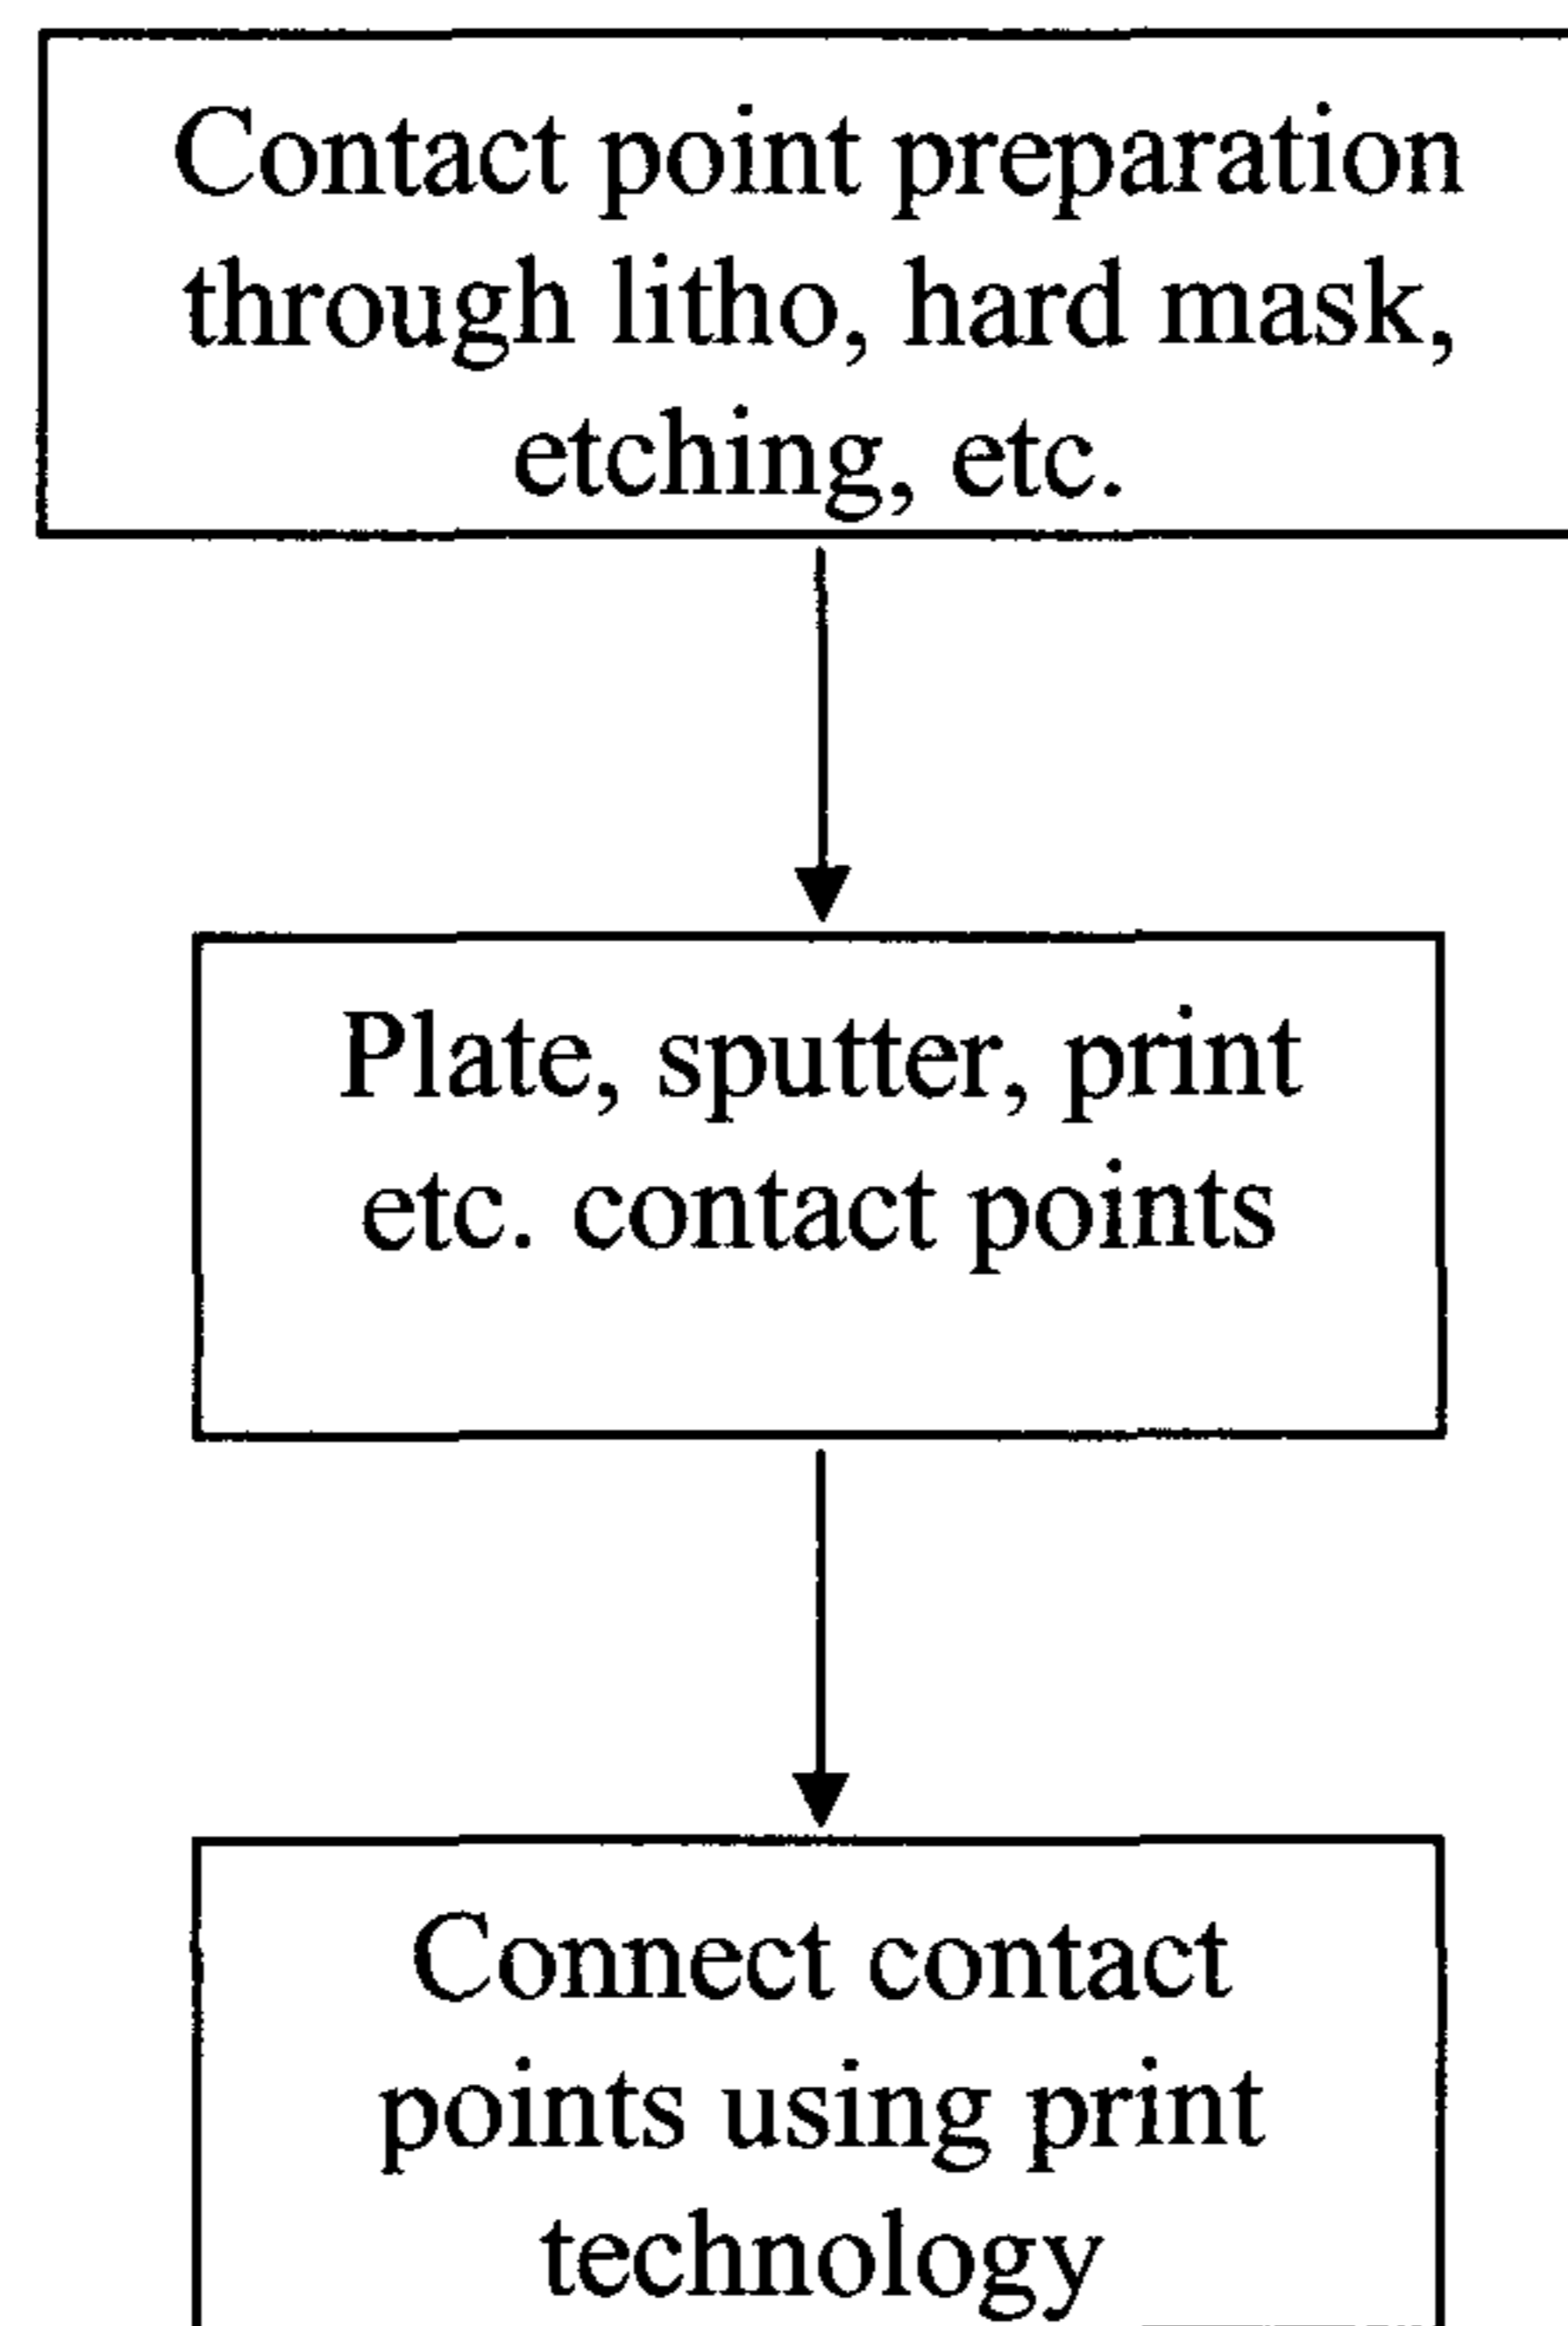 Contact point preparation
through litho, hard mask,
etching, etc.
Plate, sputter, print
etc. contact points
Connect contact
points using print
technology